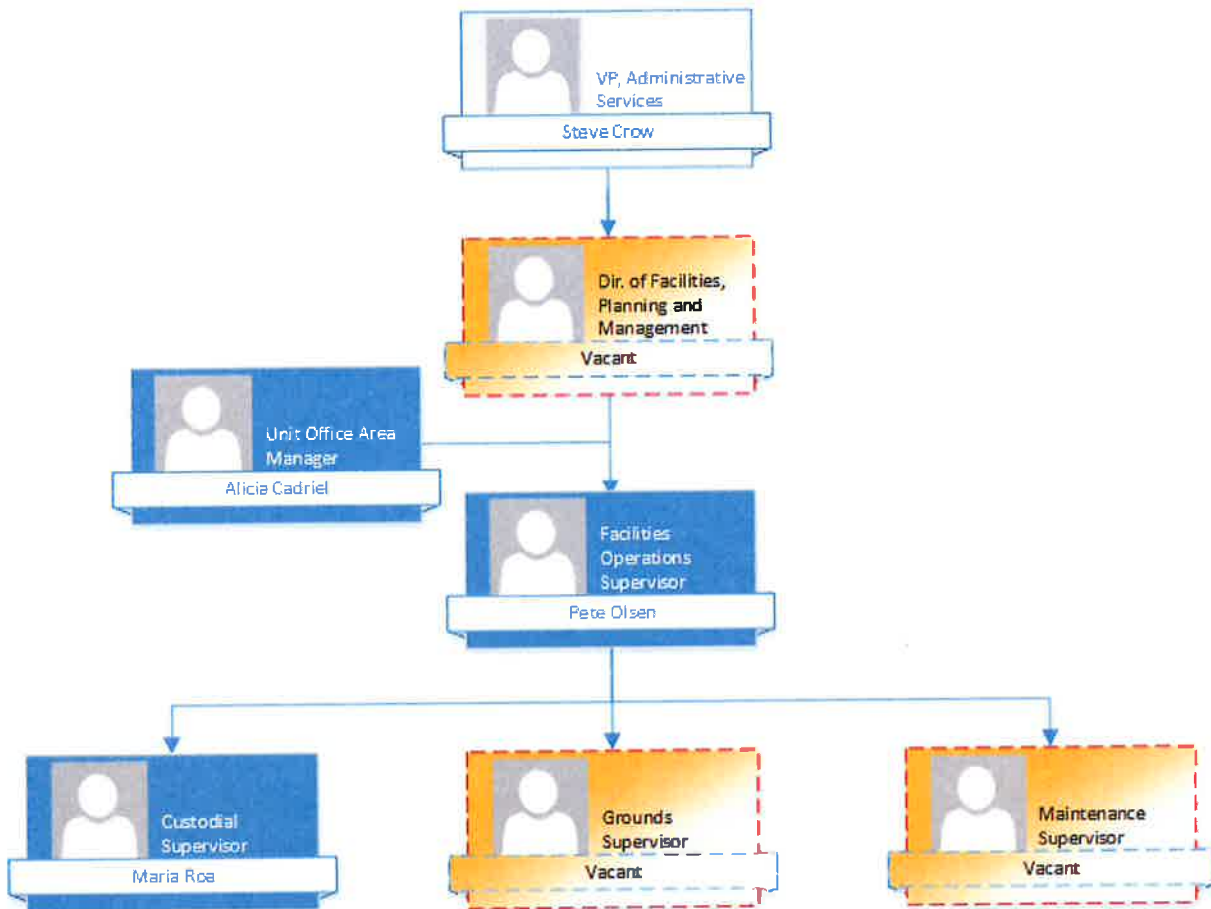 VP, Administrative
Services
Steve Crow
Dir. of Facilities,
Planning and
Management
Vacant
Unit Office Area
Manager
Alicia Cadriel
Facilities
Operations
Supervisor
Pete Olsen
Custodial
Supervisor
Maria Roa
Grounds
Supervisor
Vacant
Maintenance
Supervisor
Vacant